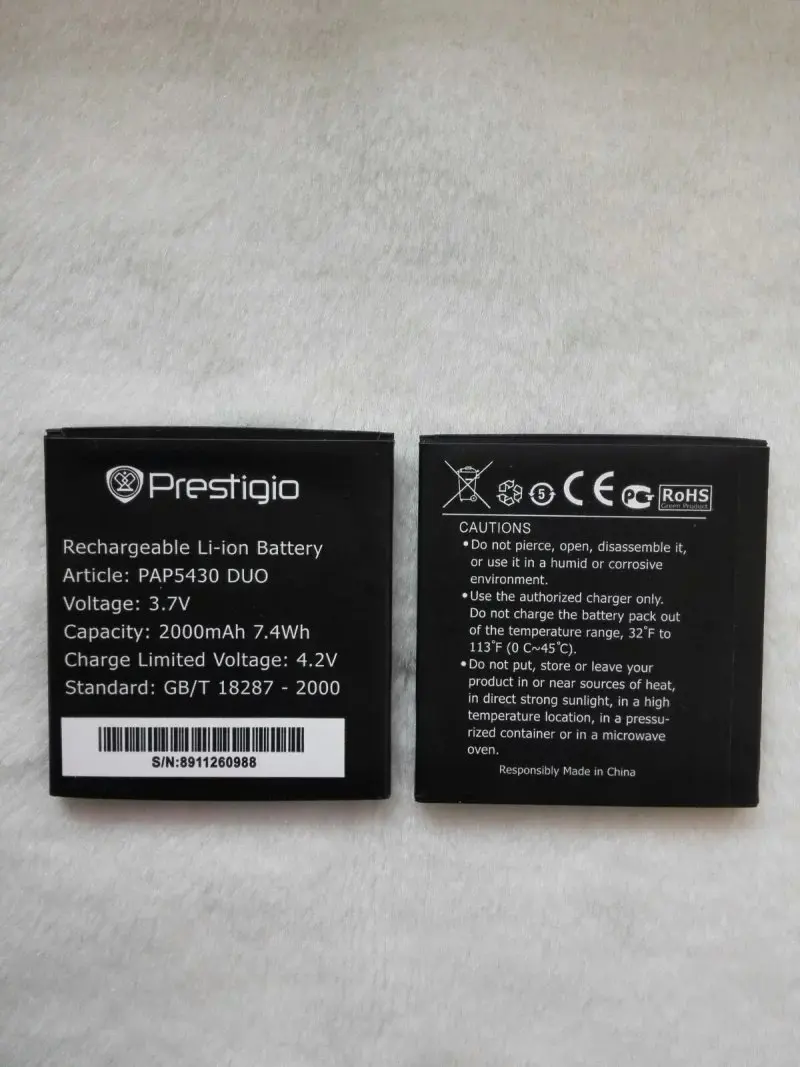 Prestigio
Rechargeable Li-ion Battery
Article: PAP5430 DUO
Voltage: 3.7V
Capacity: 2000mAh 7.4Wh
Charge Limited Voltage: 4.2V
Standard: GB/T 18287 - 2000
S/N:8911260988
5
CE
RoHS
Green Product
CAUTIONS
•Do not pierce, open, disassemble it,
or use it in a humid or corrosive
environment.
•Use the authorized charger only.
Do not charge the battery pack out
of the temperature range, 32°F to
113°F (0 C~45°C).
•Do not put, store or leave your
product in or near sources of heat,
in direct strong sunlight, in a high
temperature location, in a pressu-
rized container or in a microwave
oven.
Responsibly Made in China